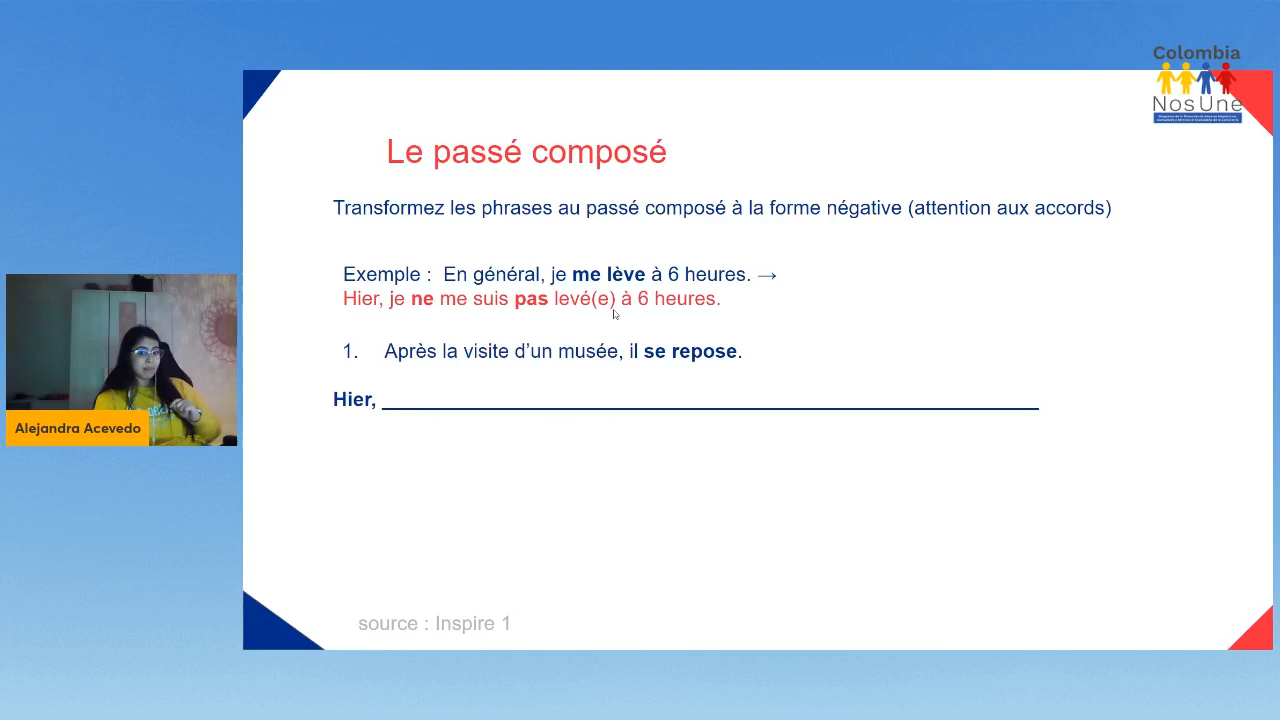 Colombia
NosUne
Le passé composé
Transformez les phrases au passé composé à la forme négative (attention aux accords)
Exemple : En général, je me lève à 6 heures. →
Hier, je ne me suis pas levé(e) à 6 heures.
1. Après la visite d’un musée, il se repose.
Hier, ____________________
Alejandra Acevedo
source : Inspire 1